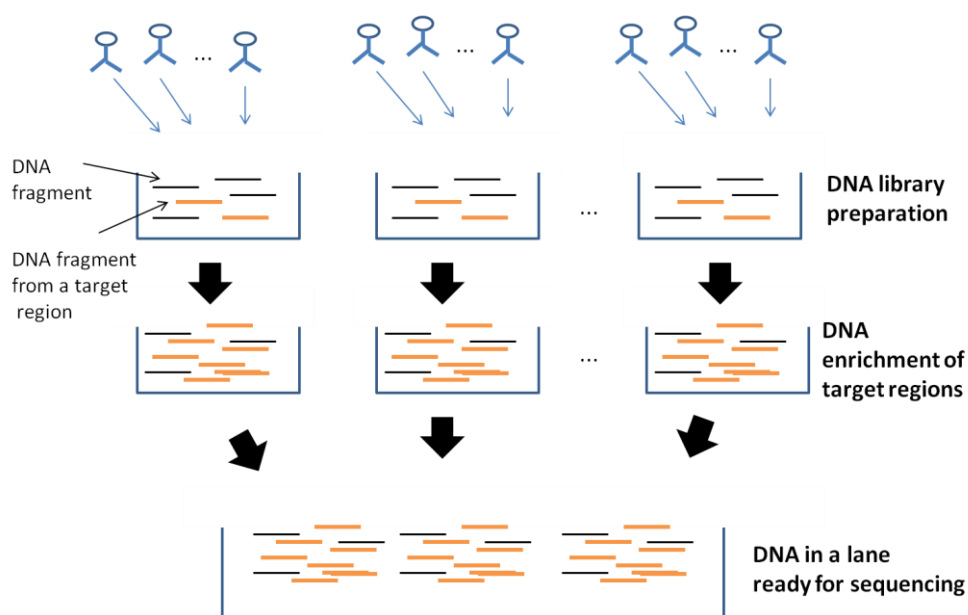 ...
...
...
DNA
fragment
DNA library
preparation
...
DNA fragment
from a target
region
DNA
enrichment of
target regions
...
DNA in a lane
ready for sequencing